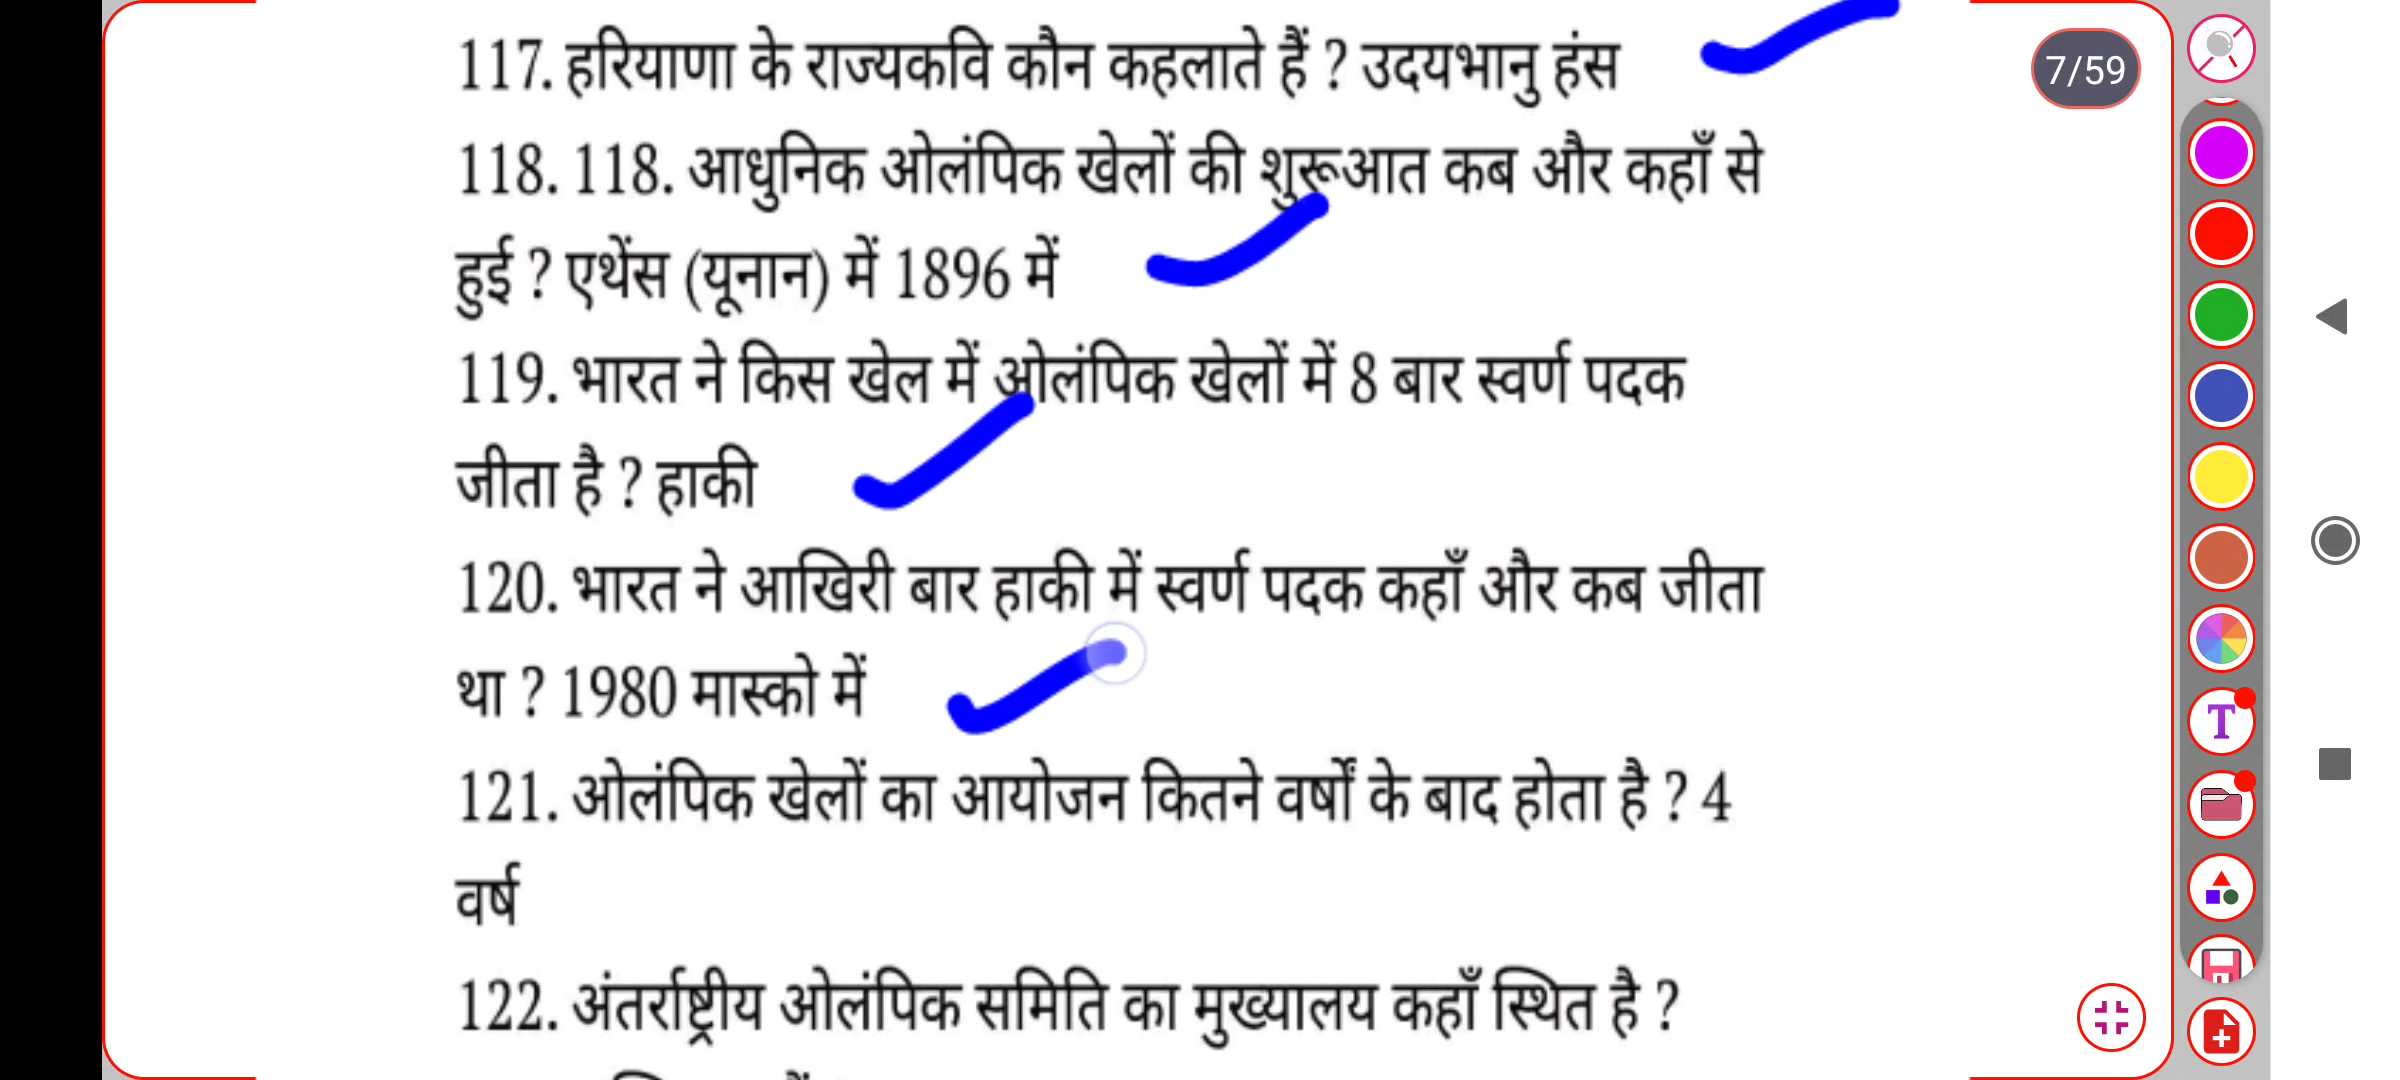 117. हरियाणा के राज्यकवि कौन कहलाते हैं ? उदयभानु हंस
7/59
118. 118. आधुनिक ओलंपिक खेलों की शुरूआत कब और कहाँ से
हुई ? एथेंस (यूनान) में 1896 में
119. भारत ने किस खेल में ओलंपिक खेलों में 8 बार स्वर्ण पदक
जीता है ? हाकी
120. भारत ने आखिरी बार हाकी में स्वर्ण पदक कहाँ और कब जीता
था ? 1980 मास्को में
T
121. ओलंपिक खेलों का आयोजन कितने वर्षों के बाद होता है ? 4
वर्ष
122. अंतर्राष्ट्रीय ओलंपिक समिति का मुख्यालय कहाँ स्थित है ?